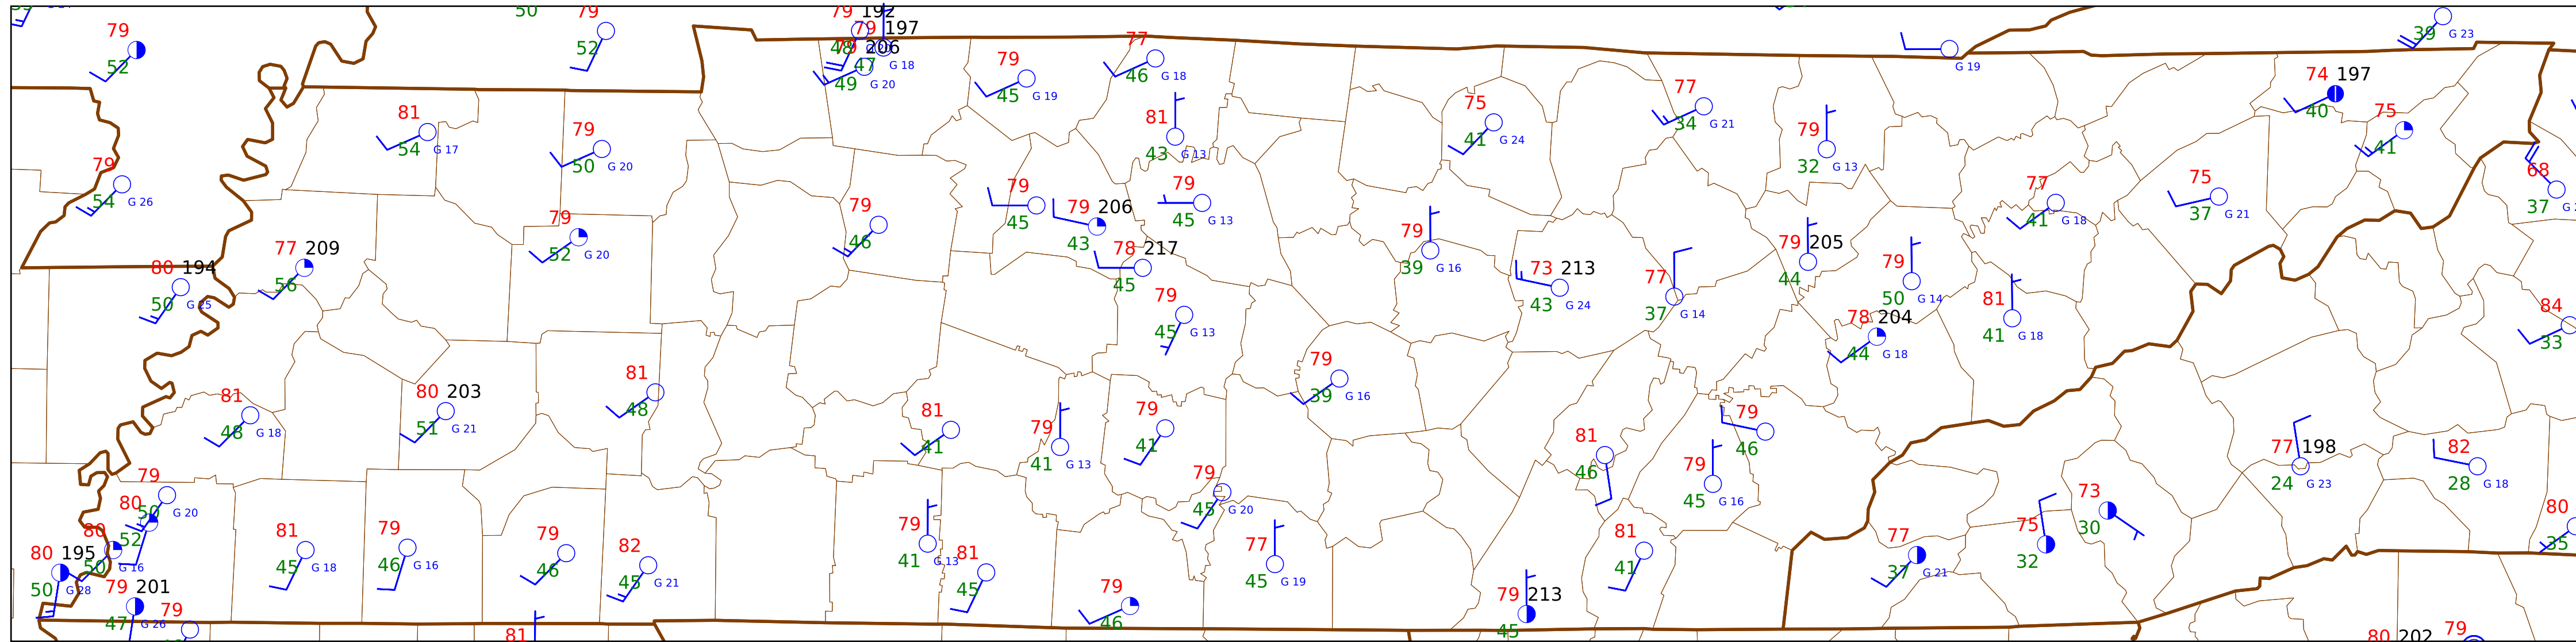 50 79 79 192
79 79 197
52 52 48 206 39 G 23
47 G 18
49 G 20
79 45 G 19
77 46 G 18
G 19
74 197
40
75
41
81 54 G 17
79 50 G 20
81 43 G 13
75 41 G 24
77 34 G 21
79 32 G 13
79 54 G 26
79 45
79 206
43
79 45 G 13
77 41 G 18
75 37 G 21
68
37
79 52 G 20
79 46
78 217
45
79 39 G 16
73 213
43 G 24
77 37 G 14
79 205
44
79 50 G 14
81 41 G 18
80 194
50 G 25
77 209
56
79 45 G 13
78 204
44 G 18
84
33
81 48 G 18
80 203
51 G 21
81 48
79 39 G 16
81 41
79 41 G 13
79 41
81 46
79 46
79 45 G 16
77 198
24 G 23
82 28 G 18
79 50 G 20
80 52
80 50 G 16
80 195
50 G 28
79 201
47 G 26
79
81 45 G 18
79 46 G 16
79 46
82 45 G 21
79 41 G 13
81 45
79 45 G 20
77 45 G 19
79 46
79 213
45
81 41
77 37 G 21
75 32
73 30
80
35
81
80 202
79